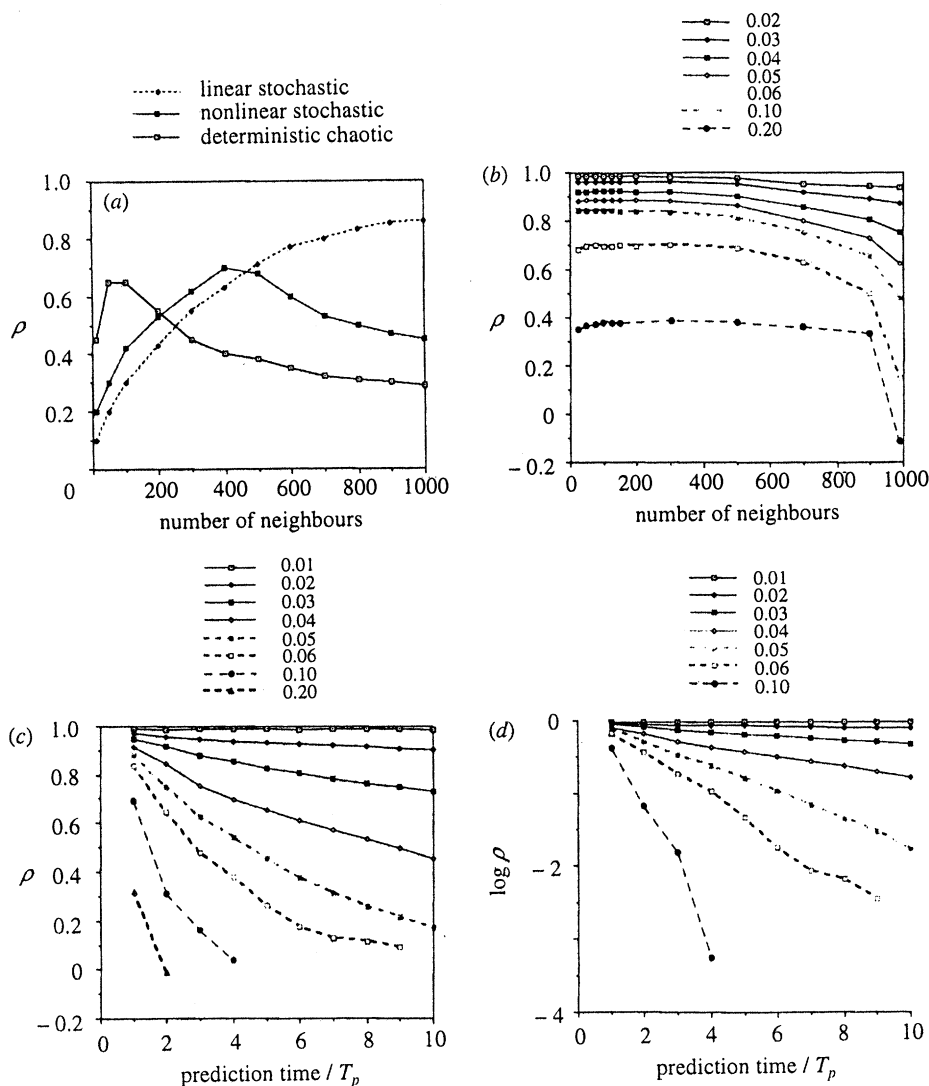 linear stochastic
nonlinear stochastic
deterministic chaotic
(a)
1.0
0.8
0.6
0.4
0.2
0
ρ
200 400 600 800 1000
number of neighbours
0.02
0.03
0.04
0.05
0.06
0.10
0.20
(b)
1.0
0.8
0.6
0.4
0.2
0
−0.2
ρ
0 200 400 600 800 1000
number of neighbours
0.01
0.02
0.03
0.04
0.05
0.06
0.10
0.20
(c)
1.0
0.8
0.6
0.4
0.2
0
−0.2
ρ
0 2 4 6 8 10
prediction time / Tp
0.01
0.02
0.03
0.04
0.05
0.06
0.10
(d)
−0
−2
−4
log ρ
0 2 4 6 8 10
prediction time / Tp